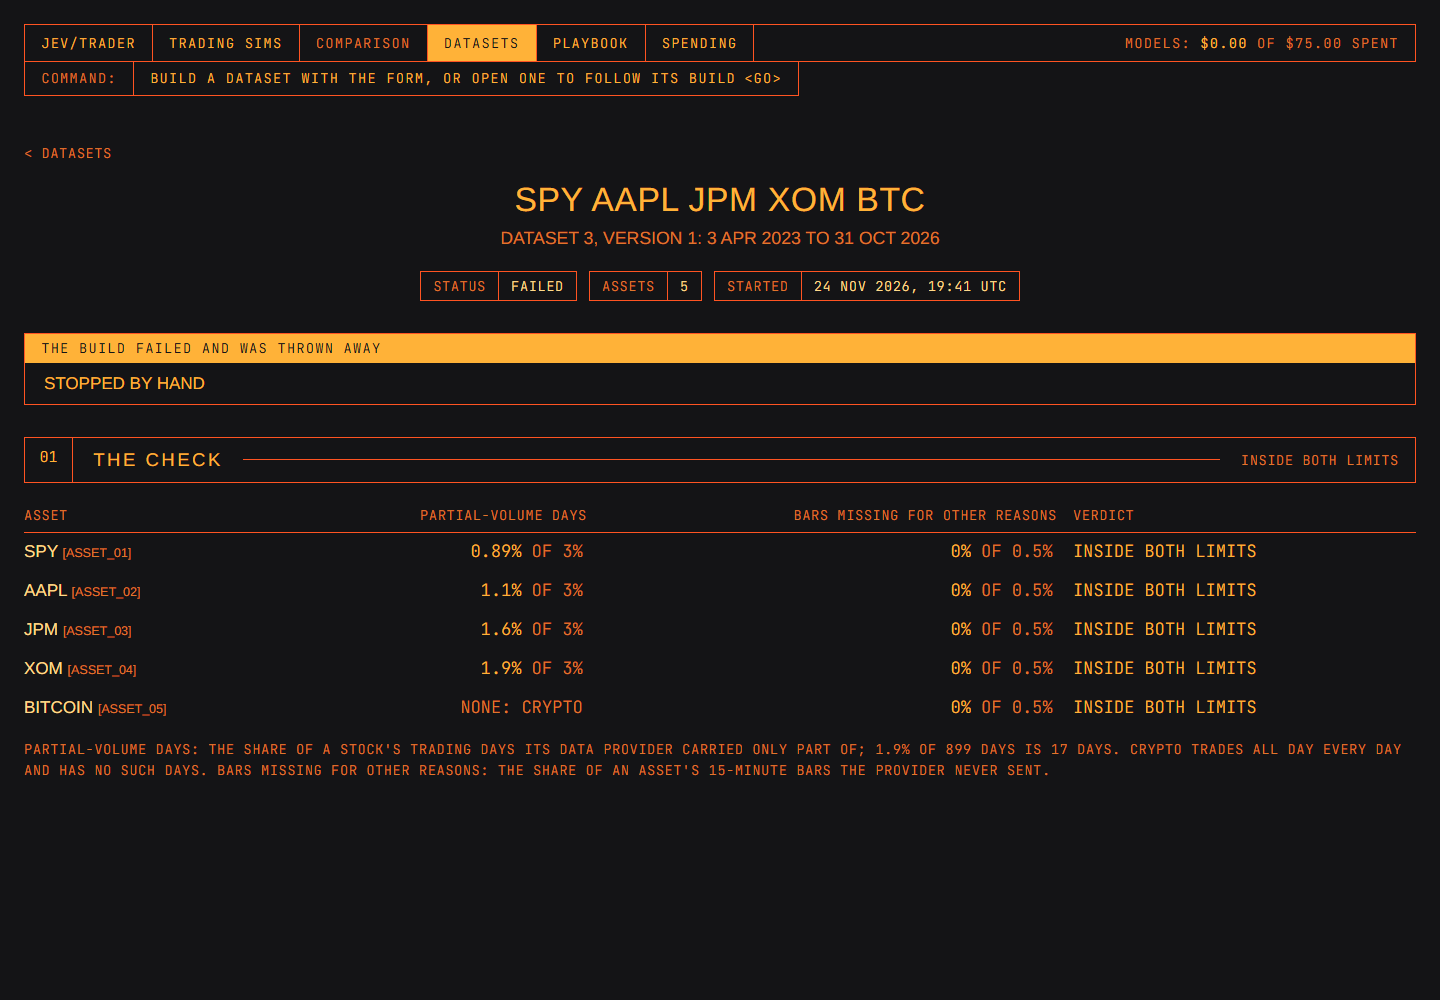 JEV/TRADER TRADING SIMS COMPARISON DATASETS PLAYBOOK SPENDING MODELS: $0.00 OF $75.00 SPENT
COMMAND: BUILD A DATASET WITH THE FORM, OR OPEN ONE TO FOLLOW ITS BUILD <GO>
< DATASETS
SPY AAPL JPM XOM BTC
DATASET 3, VERSION 1: 3 APR 2023 TO 31 OCT 2026
STATUS FAILED ASSETS 5 STARTED 24 NOV 2026, 19:41 UTC
THE BUILD FAILED AND WAS THROWN AWAY
STOPPED BY HAND
01 THE CHECK INSIDE BOTH LIMITS
ASSET PARTIAL-VOLUME DAYS BARS MISSING FOR OTHER REASONS VERDICT
SPY [ASSET_01] 0.89% OF 3% 0% OF 0.5% INSIDE BOTH LIMITS
AAPL [ASSET_02] 1.1% OF 3% 0% OF 0.5% INSIDE BOTH LIMITS
JPM [ASSET_03] 1.6% OF 3% 0% OF 0.5% INSIDE BOTH LIMITS
XOM [ASSET_04] 1.9% OF 3% 0% OF 0.5% INSIDE BOTH LIMITS
BITCOIN [ASSET_05] NONE: CRYPTO 0% OF 0.5% INSIDE BOTH LIMITS
PARTIAL-VOLUME DAYS: THE SHARE OF A STOCK'S TRADING DAYS ITS DATA PROVIDER CARRIED ONLY PART OF; 1.9% OF 899 DAYS IS 17 DAYS. CRYPTO TRADES ALL DAY EVERY DAY
AND HAS NO SUCH DAYS. BARS MISSING FOR OTHER REASONS: THE SHARE OF AN ASSET'S 15-MINUTE BARS THE PROVIDER NEVER SENT.